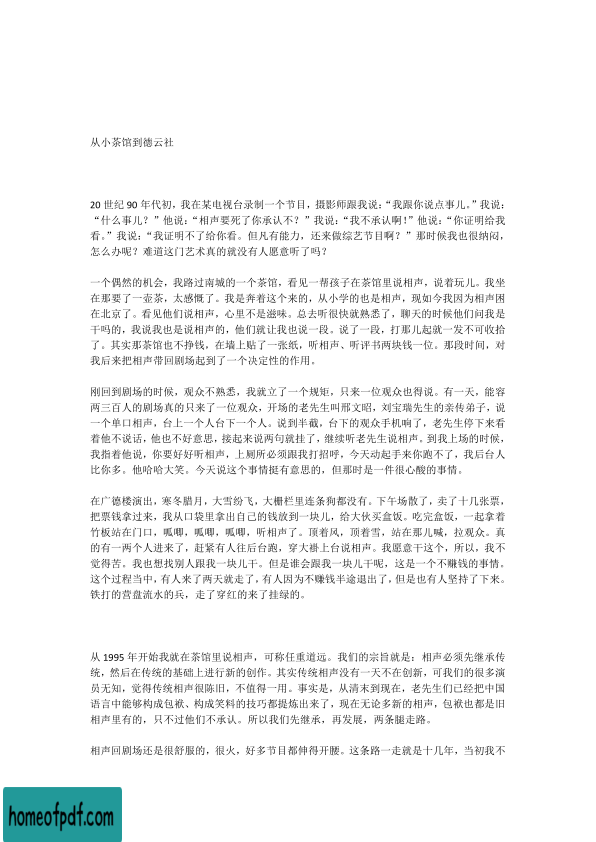 从小茶馆到德云社
20 世纪 90 年代初，我在某电视台录制一个节目，摄影师跟我说：“我跟你说点事儿。”我说：
“什么事儿？”他说：“相声要死了你承认不？”我说：“我不承认啊！”他说：“你证明给我
看。”我说：“我证明不了给你看。但凡有能力，还来做综艺节目啊？”那时候我也很纳闷，
怎么办呢？难道这门艺术真的就没有人愿意听了吗？
一个偶然的机会，我路过南城的一个茶馆，看见一帮孩子在茶馆里说相声，说着玩儿。我坐
在那要了一壶茶，太感慨了。我是奔着这个来的，从小学的也是相声，现如今我因为相声困
在北京了。看见他们说相声，心里不是滋味。总去听很快就熟悉了，聊天的时候他们问我是
干吗的，我说我也是说相声的，他们就让我也说一段。说了一段，打那儿起就一发不可收拾
了。其实那茶馆也不挣钱，在墙上贴了一张纸，听相声、听评书两块钱一位。那段时间，对
我后来把相声带回剧场起到了一个决定性的作用。
刚回到剧场的时候，观众不熟悉，我就立了一个规矩，只来一位观众也得说。有一天，能容
两三百人的剧场真的只来了一位观众，开场的老先生叫邢文昭，刘宝瑞先生的亲传弟子，说
一个单口相声，台上一个人台下一个人。说到半截，台下的观众手机响了，老先生停下来看
着他不说话，他也不好意思，接起来说两句就挂了，继续听老先生说相声。到我上场的时候，
我指着他说，你要好好听相声，上厕所必须跟我打招呼，今天动起手来你跑不了，我后台人
比你多。他哈哈大笑。今天说这个事情挺有意思的，但那时是一件很心酸的事情。
在广德楼演出，寒冬腊月，大雪纷飞，大栅栏里连条狗都没有。下午场散了，卖了十几张票，
把票钱拿过来，我从口袋里拿出自己的钱放到一块儿，给大伙买盒饭。吃完盒饭，一起拿着
竹板站在门口，呱唧，呱唧，呱唧，听相声了。顶着风，顶着雪，站在那儿喊，拉观众。真
的有一两个人进来了，赶紧有人往后台跑，穿大褂上台说相声。我愿意干这个，所以，我不
觉得苦。我也想找别人跟我一块儿干。但是谁会跟我一块儿干呢，这是一个不赚钱的事情。
这个过程当中，有人来了两天就走了，有人因为不赚钱半途退出了，但是也有人坚持了下来。
铁打的营盘流水的兵，走了穿红的来了挂绿的。
从 1995 年开始我就在茶馆里说相声，可称任重道远。我们的宗旨就是：相声必须先继承传
统，然后在传统的基础上进行新的创作。其实传统相声没有一天不在创新，可我们的很多演
员无知，觉得传统相声很陈旧，不值得一用。事实是，从清末到现在，老先生们已经把中国
语言中能够构成包袱、构成笑料的技巧都提炼出来了，现在无论多新的相声，包袱也都是旧
相声里有的，只不过他们不承认。所以我们先继承，再发展，两条腿走路。
相声回剧场还是很舒服的，很火，好多节目都伸得开腰。这条路一走就是十几年，当初我不
homeofpdf.com